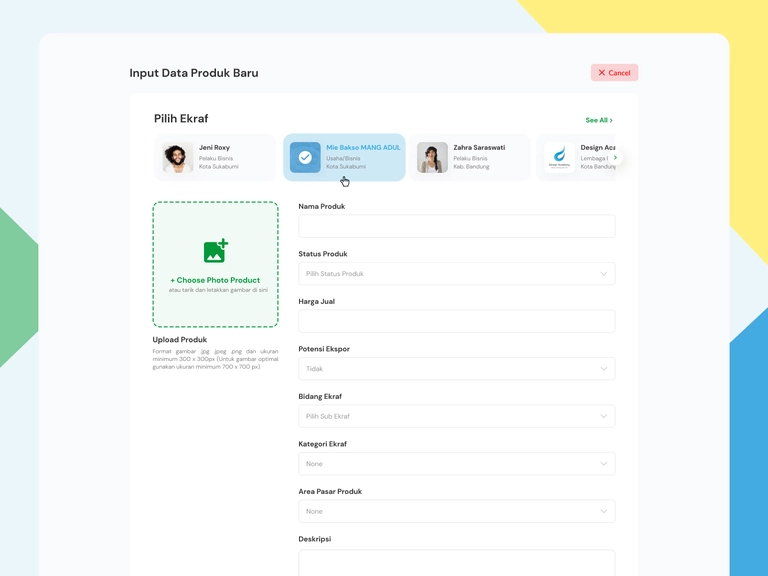 Input Data Produk Baru
Cancel
Pilih Ekraf
See All
Jeni Roxy
Pelaku Bisnis
Kota Sukabumi
Mie Bakso MANG ADUL
Usaha/Bisnis
Kota Sukabumi
Zahra Saraswati
Pelaku Bisnis
Kab. Bandung
Design Aca
Lembaga
Kota Bandung
+ Choose Photo Product
atau tarik dan letakkan gambar di sini
Upload Produk
Format gambar .jpg .jpeg .png dan ukuran
minimum 300 x 300px (Untuk gambar optimal
gunakan ukuran minimum 700 x 700 px)
Nama Produk
Status Produk
Pilih Status Produk
Harga Jual
Potensi Ekspor
Tidak
Bidang Ekraf
Pilih Sub Ekraf
Kategori Ekraf
None
Area Pasar Produk
None
Deskripsi